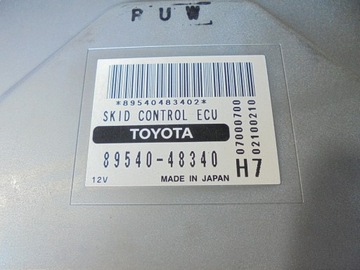 PUW
*89540483402*
SKID CONTROL ECU
TOYOTA
89540-48340
H7
12V
MADE IN JAPAN
07000700
02100210